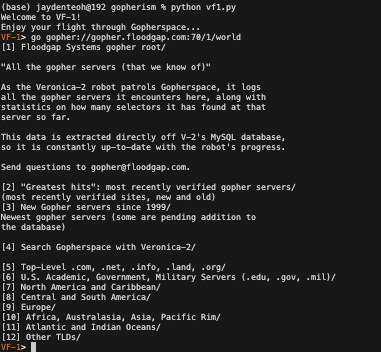 (base) jaydenteoh@192 gopherism % python vf1.py
Welcome to VF-1!
Enjoy your flight through Gopherspace...
VF-1> go gopher://gopher.floodgap.com:70/1/world
[1] Floodgap Systems gopher root/
"All the gopher servers (that we know of)"
As the Veronica-2 robot patrols Gopherspace, it logs
all the gopher servers it encounters here, along with
statistics on how many selectors it has found at that
server so far.
This data is extracted directly off V-2's MySQL database,
so it is constantly up-to-date with the robot's progress.
Send questions to gopher@floodgap.com.
[2] "Greatest hits": most recently verified gopher servers/
(most recently verified sites, new and old)
[3] New Gopher servers since 1999/
Newest gopher servers (some are pending addition to
the database)
[4] Search Gopherspace with Veronica-2/
[5] Top-Level .com, .net, .info, .land, .org/
[6] U.S. Academic, Government, Military Servers (.edu, .gov, .mil)/
[7] North America and Caribbean/
[8] Central and South America/
[9] Europe/
[10] Africa, Australasia, Asia, Pacific Rim/
[11] Atlantic and Indian Oceans/
[12] Other TLDs/
VF-1>